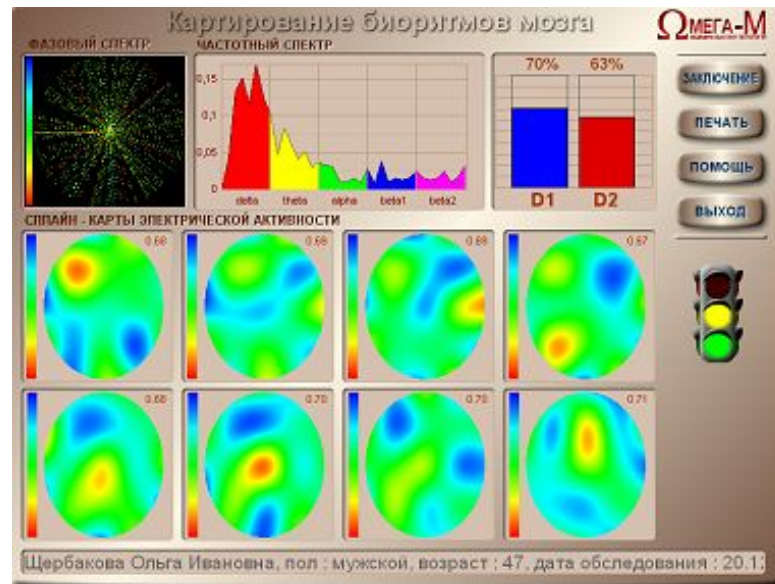 Картирование биоритмов мозга
ΩМЕГА-М
ФАЗОВЫЙ СПЕКТР
ЧАСТОТНЫЙ СПЕКТР
0,15
0,1
0,05
0
delta theta alpha beta1 beta2
70% 63%
D1 D2
ЗАКЛЮЧЕНИЕ
ПЕЧАТЬ
ПОМОЩЬ
ВЫХОД
СПЛАЙН - КАРТЫ ЭЛЕКТРИЧЕСКОЙ АКТИВНОСТИ
0.68 0.68 0.69 0.67
0.68 0.70 0.70 0.71
Щербакова Ольга Ивановна, пол : мужской, возраст : 47, дата обследования : 20.1